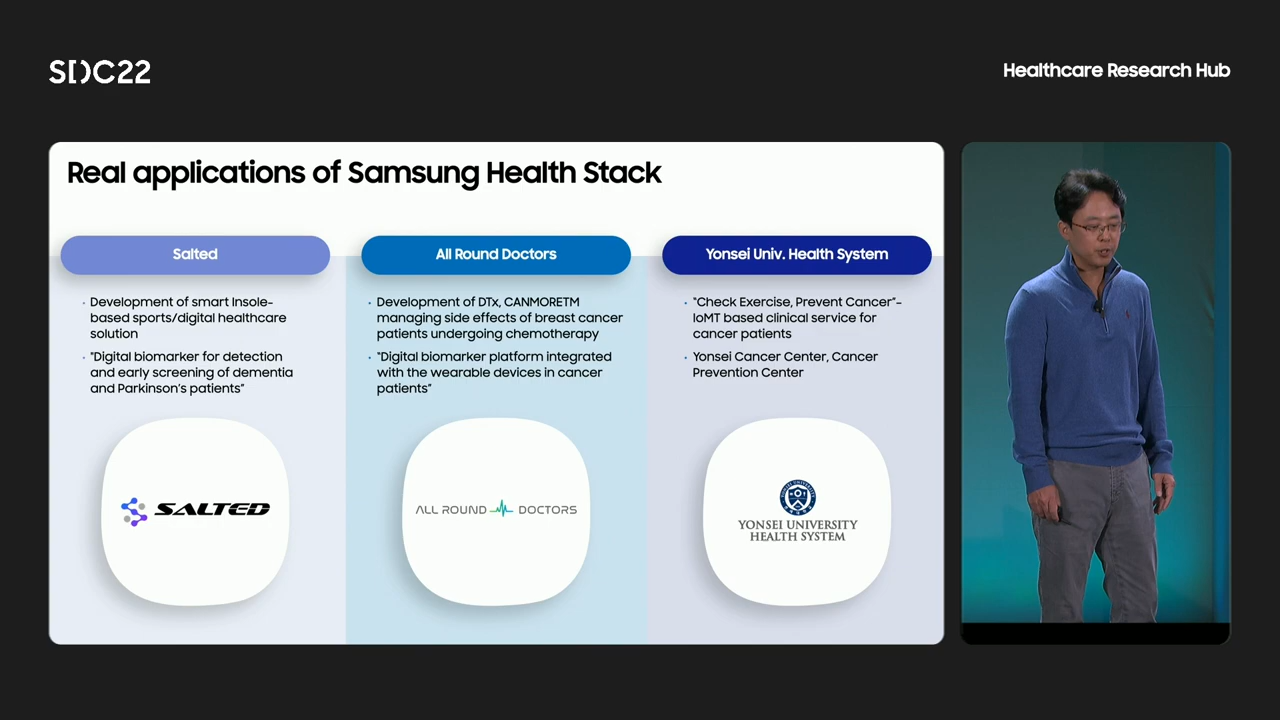 SDC22
Healthcare Research Hub
Real applications of Samsung Health Stack
Salted
· Development of smart Insole-
based sports/digital healthcare
solution
· "Digital biomarker for detection
and early screening of dementia
and Parkinson's patients"
SALTED
All Round Doctors
· Development of DTx, CANMORETM
managing side effects of breast cancer
patients undergoing chemotherapy
· "Digital biomarker platform integrated
with the wearable devices in cancer
patients"
ALL ROUND DOCTORS
Yonsei Univ. Health System
· "Check Exercise, Prevent Cancer"-
IoMT based clinical service for
cancer patients
· Yonsei Cancer Center, Cancer
Prevention Center
YONSEI UNIVERSITY
HEALTH SYSTEM